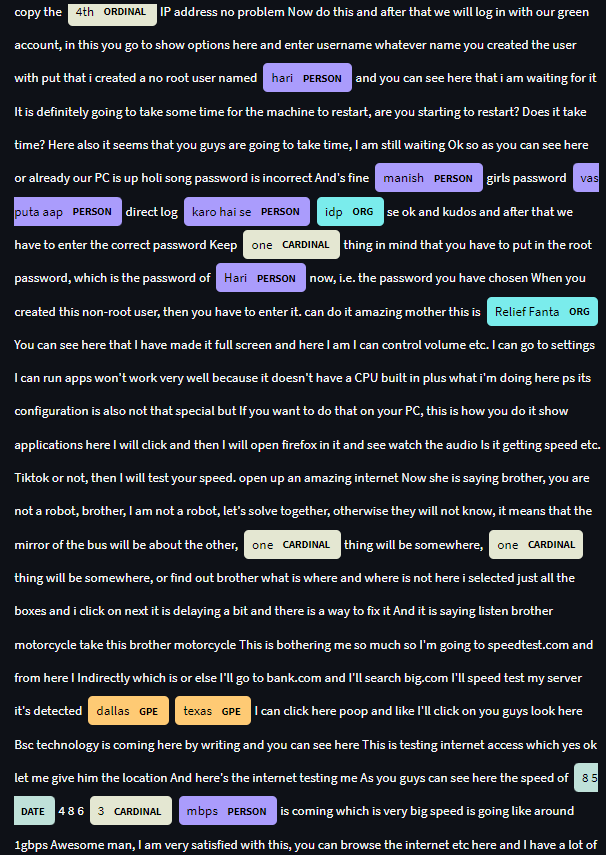 copy the 4th ORDINAL IP address no problem Now do this and after that we will log in with our green
account, in this you go to show options here and enter username whatever name you created the user
with put that i created a no root user named hari PERSON and you can see here that i am waiting for it
It is definitely going to take some time for the machine to restart, are you starting to restart? Does it take
time? Here also it seems that you guys are going to take time, I am still waiting Ok so as you can see here
or already our PC is up holi song password is incorrect And's fine manish PERSON girls password vas
puta aap PERSON direct log karo hai se PERSON idp ORG se ok and kudos and after that we
have to enter the correct password Keep one CARDINAL thing in mind that you have to put in the root
password, which is the password of Hari PERSON now, i.e. the password you have chosen When you
created this non-root user, then you have to enter it. can do it amazing mother this is Relief Fanta ORG
You can see here that I have made it full screen and here I am I can control volume etc. I can go to settings
I can run apps won't work very well because it doesn't have a CPU built in plus what i'm doing here ps its
configuration is also not that special but If you want to do that on your PC, this is how you do it show
applications here I will click and then I will open firefox in it and see watch the audio Is it getting speed etc.
Tiktok or not, then I will test your speed. open up an amazing internet Now she is saying brother, you are
not a robot, brother, I am not a robot, let's solve together, otherwise they will not know, it means that the
mirror of the bus will be about the other, one CARDINAL thing will be somewhere, one CARDINAL
thing will be somewhere, or find out brother what is where and where is not here i selected just all the
boxes and i click on next it is delaying a bit and there is a way to fix it And it is saying listen brother
motorcycle take this brother motorcycle This is bothering me so much so I'm going to speedtest.com and
from here I Indirectly which is or else I'll go to bank.com and I'll search big.com I'll speed test my server
it's detected dallas GPE texas GPE I can click here poop and like I'll click on you guys look here
Bsc technology is coming here by writing and you can see here This is testing internet access which yes ok
let me give him the location And here's the internet testing me As you guys can see here the speed of 8 5
DATE 4 8 6 3 CARDINAL mbps PERSON is coming which is very big speed is going like around
1gbps Awesome man, I am very satisfied with this, you can browse the internet etc here and I have a lot of